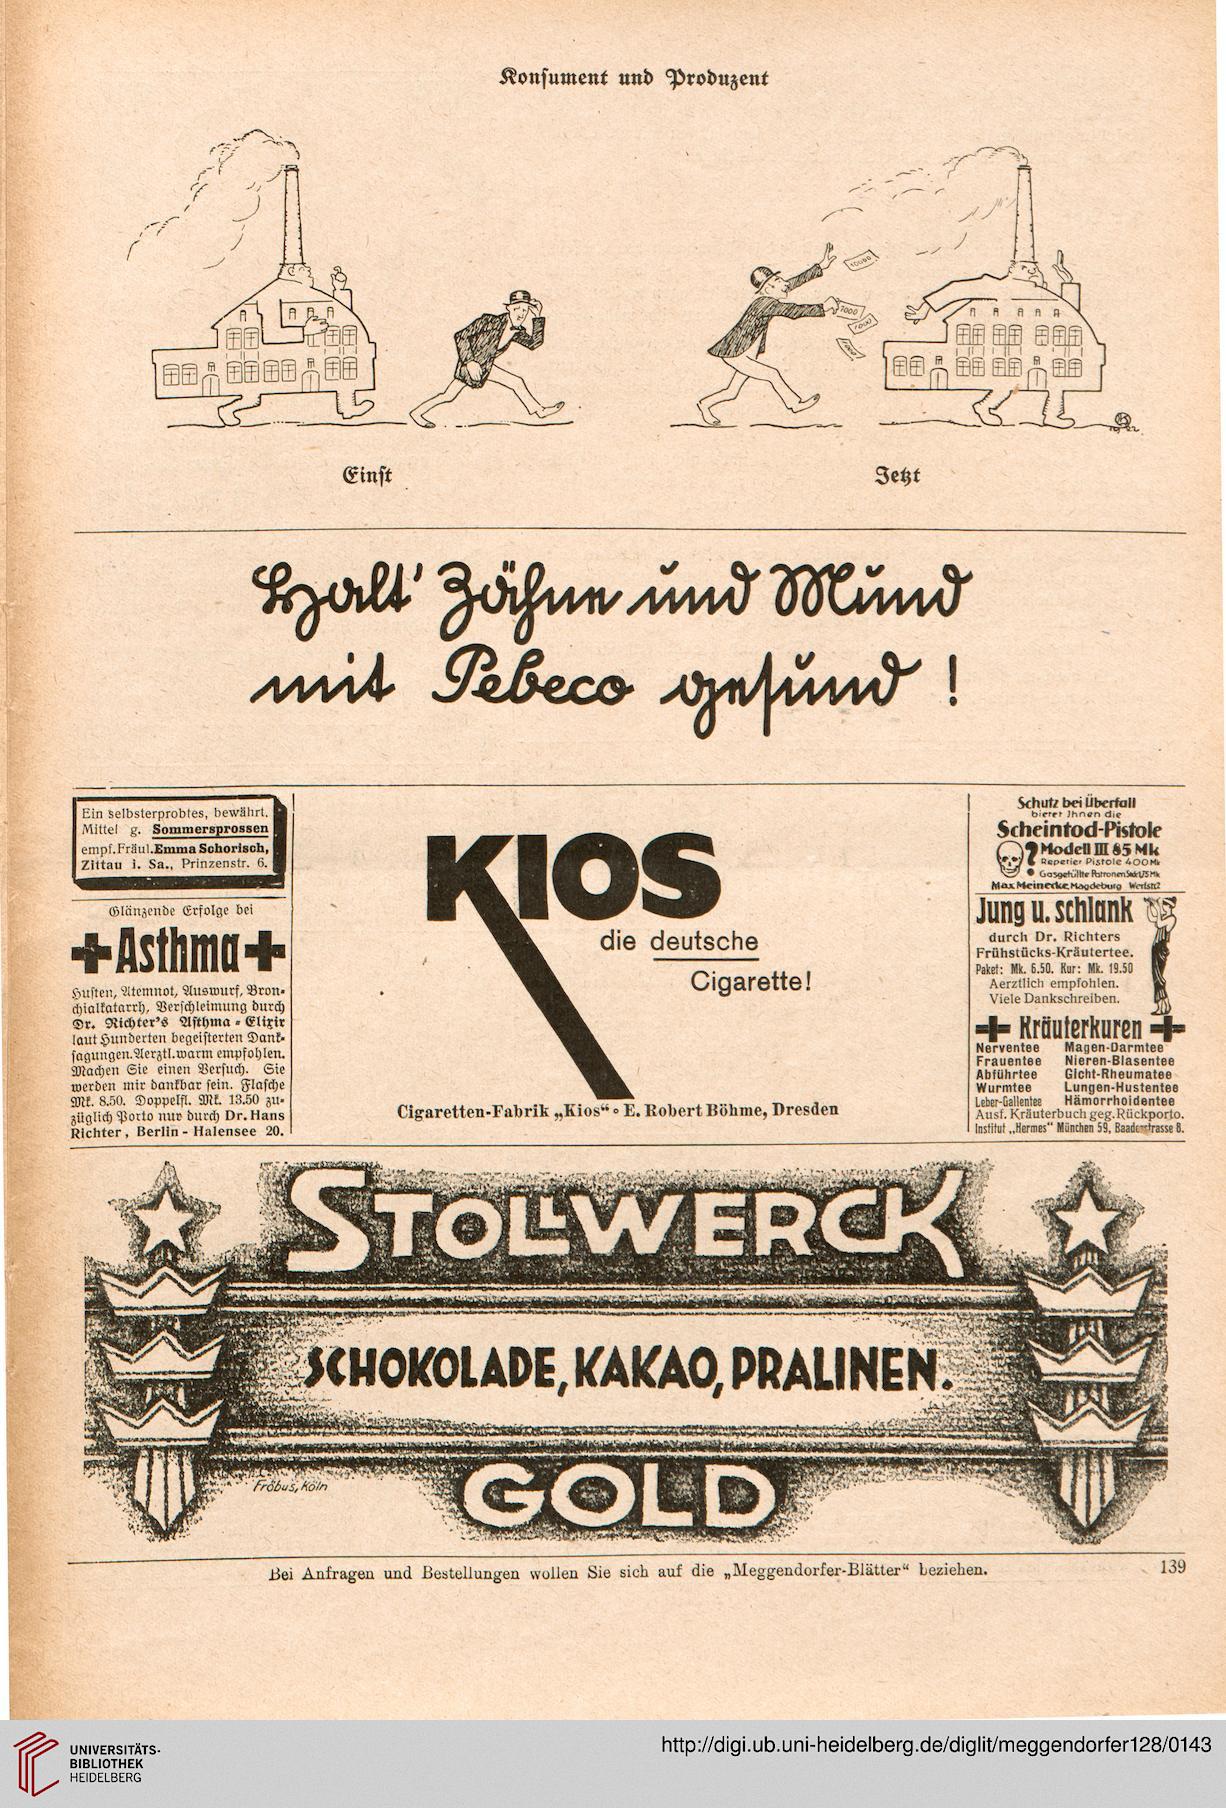 Konsument und Produzent
10000
1000
1000
1000
1922
Einst
Jetzt
Halt' Zähne und Mund
mit Pebeco gesund !
Ein selbsterprobtes, bewährt.
Mittel g. Sommersprossen
empf. Fräul. Emma Schorisch,
Zittau i. Sa., Prinzenstr. 6.
Glänzende Erfolge bei
Asthma
Husten, Atemnot, Auswurf, Bron-
chialkatarrh, Verschleimung durch
Dr. Richter's Asthma-Elixir
laut Hunderten begeisterten Dank-
sagungen. Aerztl. warm empfohlen.
Machen Sie einen Versuch. Sie
werden mir dankbar sein. Flasche
Mk. 8.50. Doppelfl. Mk. 13.50 zu-
züglich Porto nur durch Dr. Hans
Richter, Berlin-Halensee 20.
KIOS
die deutsche
Cigarette!
Cigaretten-Fabrik „Kios“ ∘ E. Robert Böhme, Dresden
Schutz bei Überfall
bietet Jhnen die
Scheintod-Pistole
Modell III 85 Mk
Repetier Pistole 400 Mk
Gasgefüllte Patronen
Max Meinecke, Magdeburg
Jung u. schlank
durch Dr. Richters
Frühstücks-Kräutertee.
Paket: Mk. 6.50. Kur: Mk. 19.50
Aerztlich empfohlen.
Viele Dankschreiben.
Kräuterkuren
Nerventee Magen-Darmtee
Frauentee Nieren-Blasentee
Abführtee Gicht-Rheumatee
Wurmtee Lungen-Hustentee
Leber-Gallentee Hämorrhoidentee
Ausf. Kräuterbuch geg. Rückporto.
Institut „Hermes“ München 59, Baaderstrasse 8.
STOLLWERCK
SCHOKOLADE, KAKAO, PRALINEN.
GOLD
Fröbus, Köln
Bei Anfragen und Bestellungen wollen Sie sich auf die „Meggendorfer-Blätter“ beziehen.
139
UNIVERSITÄTS-
BIBLIOTHEK
HEIDELBERG
http://digi.ub.uni-heidelberg.de/diglit/meggendorfer128/0143